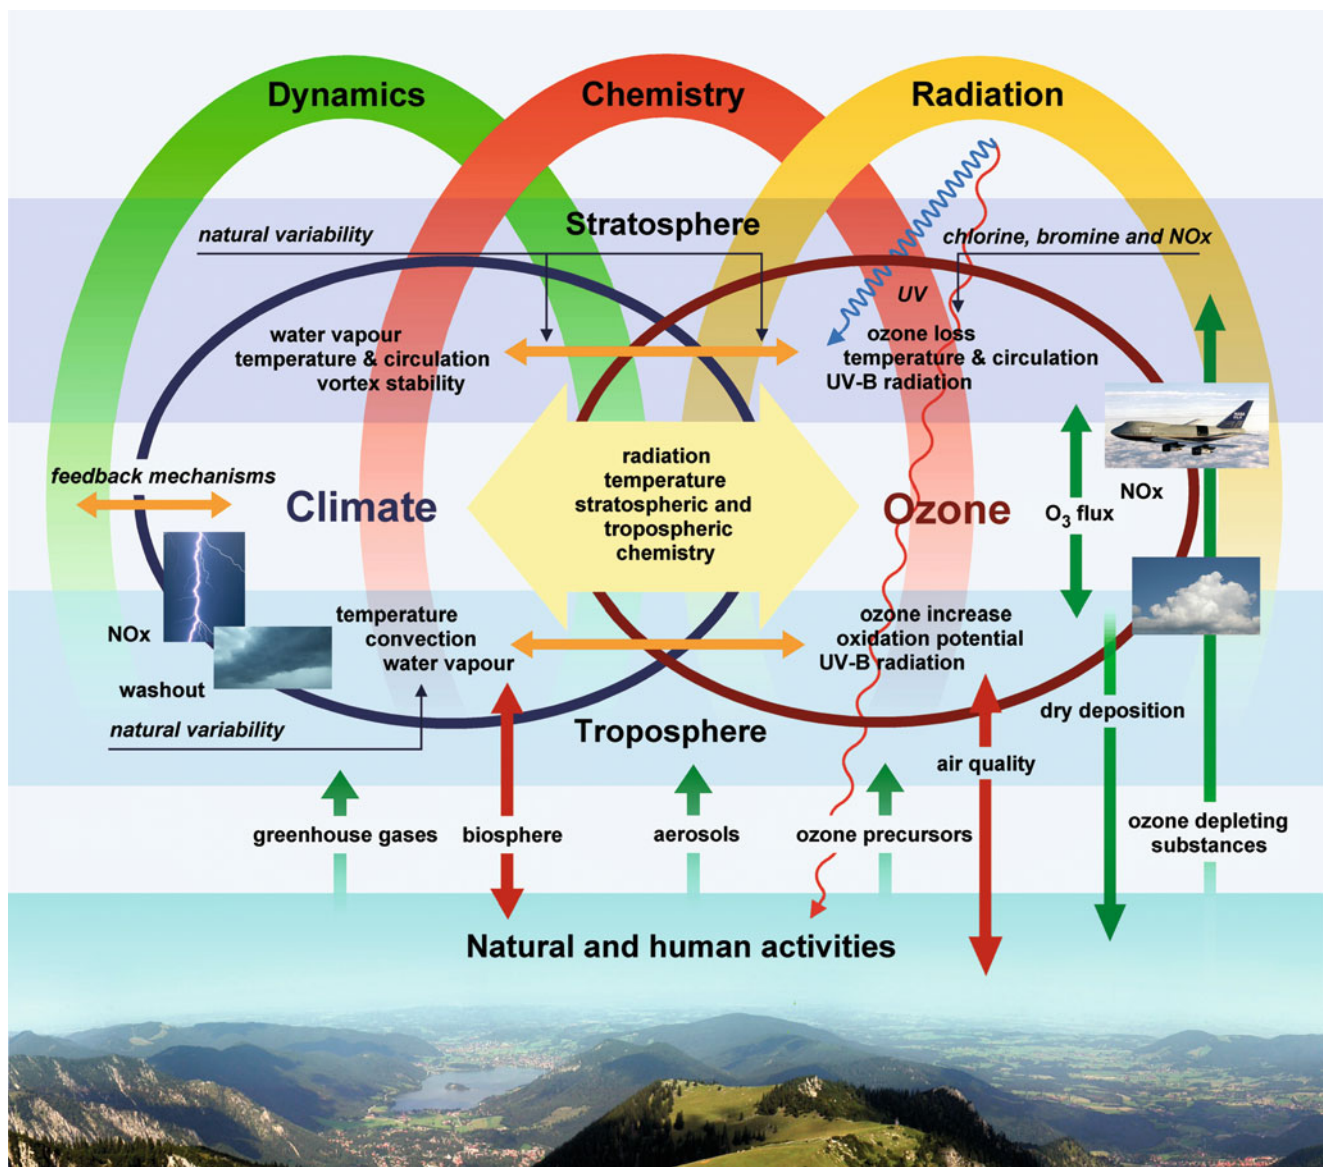 Dynamics
Chemistry
Radiation
Stratosphere
natural variability
chlorine, bromine and NOx
UV
water vapour
temperature & circulation
vortex stability
ozone loss
temperature & circulation
UV-B radiation
feedback mechanisms
Climate
radiation
temperature
stratospheric and
tropospheric
chemistry
Ozone
O3 flux
NOx
NOx
washout
natural variability
temperature
convection
water vapour
ozone increase
oxidation potential
UV-B radiation
Troposphere
dry deposition
air quality
greenhouse gases
biosphere
aerosols
ozone precursors
ozone depleting
substances
Natural and human activities